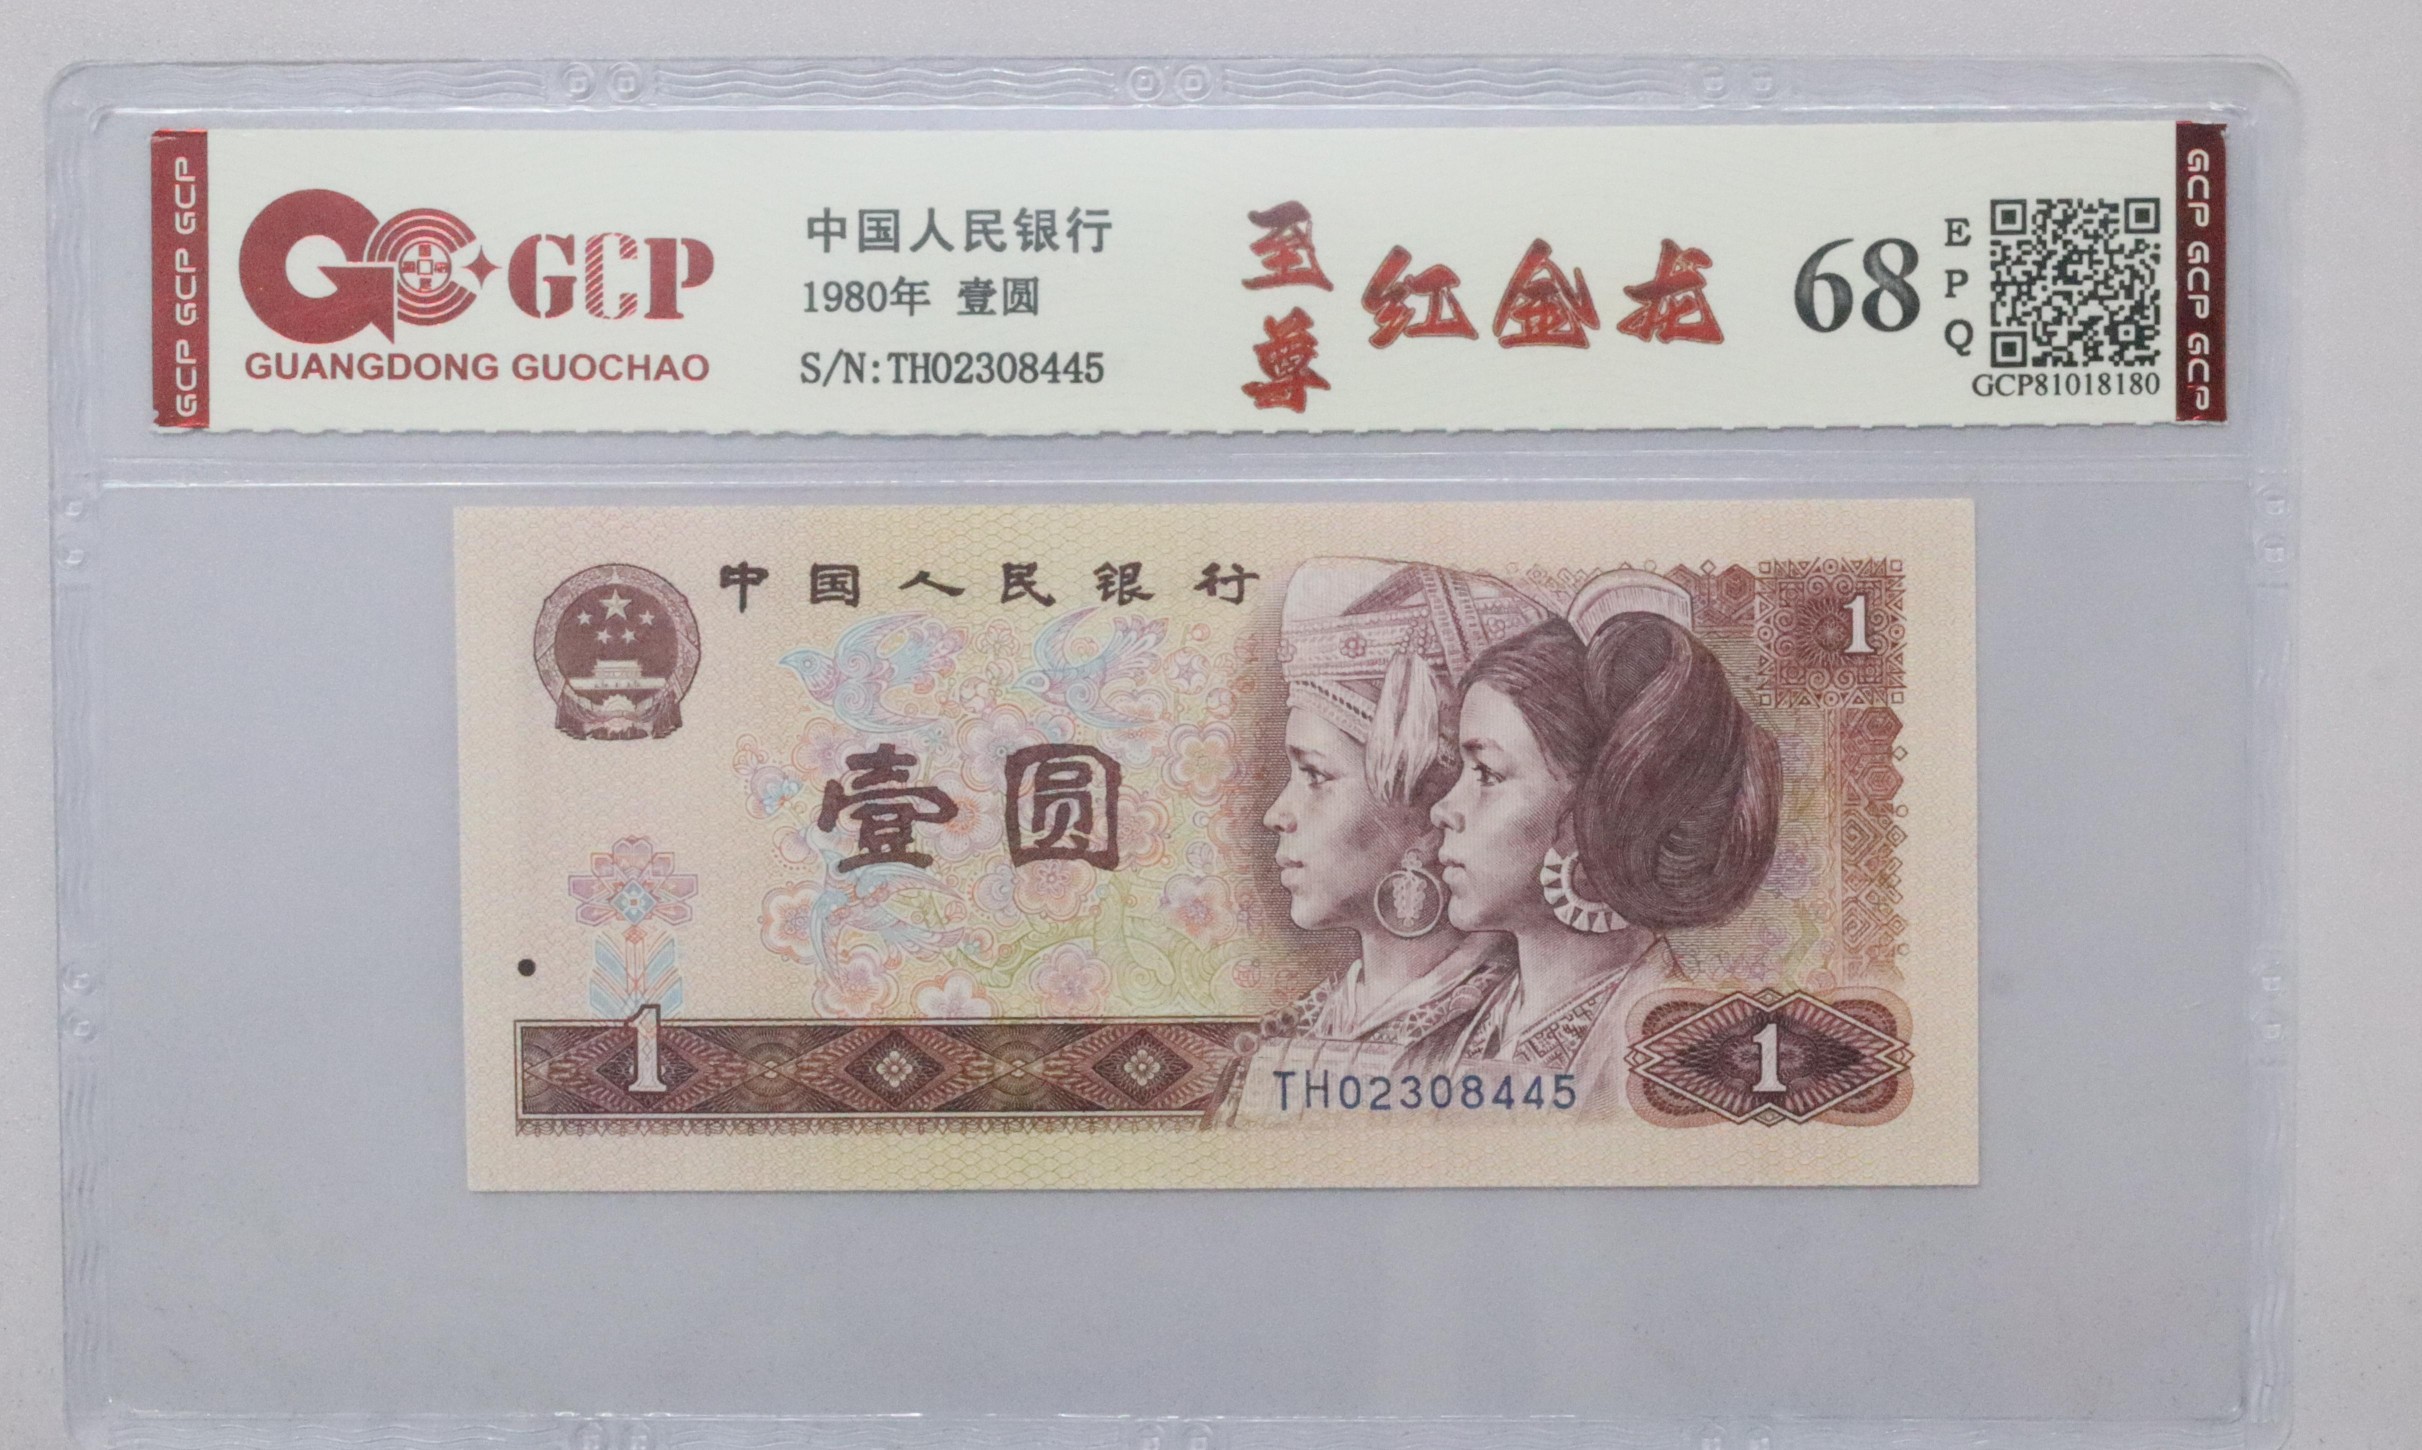 GCP GCP GCP
GCP
GUANGDONG GUOCHAO
中国人民银行
1980年 壹圆
S/N:TH02308445
至尊
红金龙
68
EPQ
GCP81018180
GCP GCP GCP
中国人民银行
1
壹圆
1
TH02308445
1